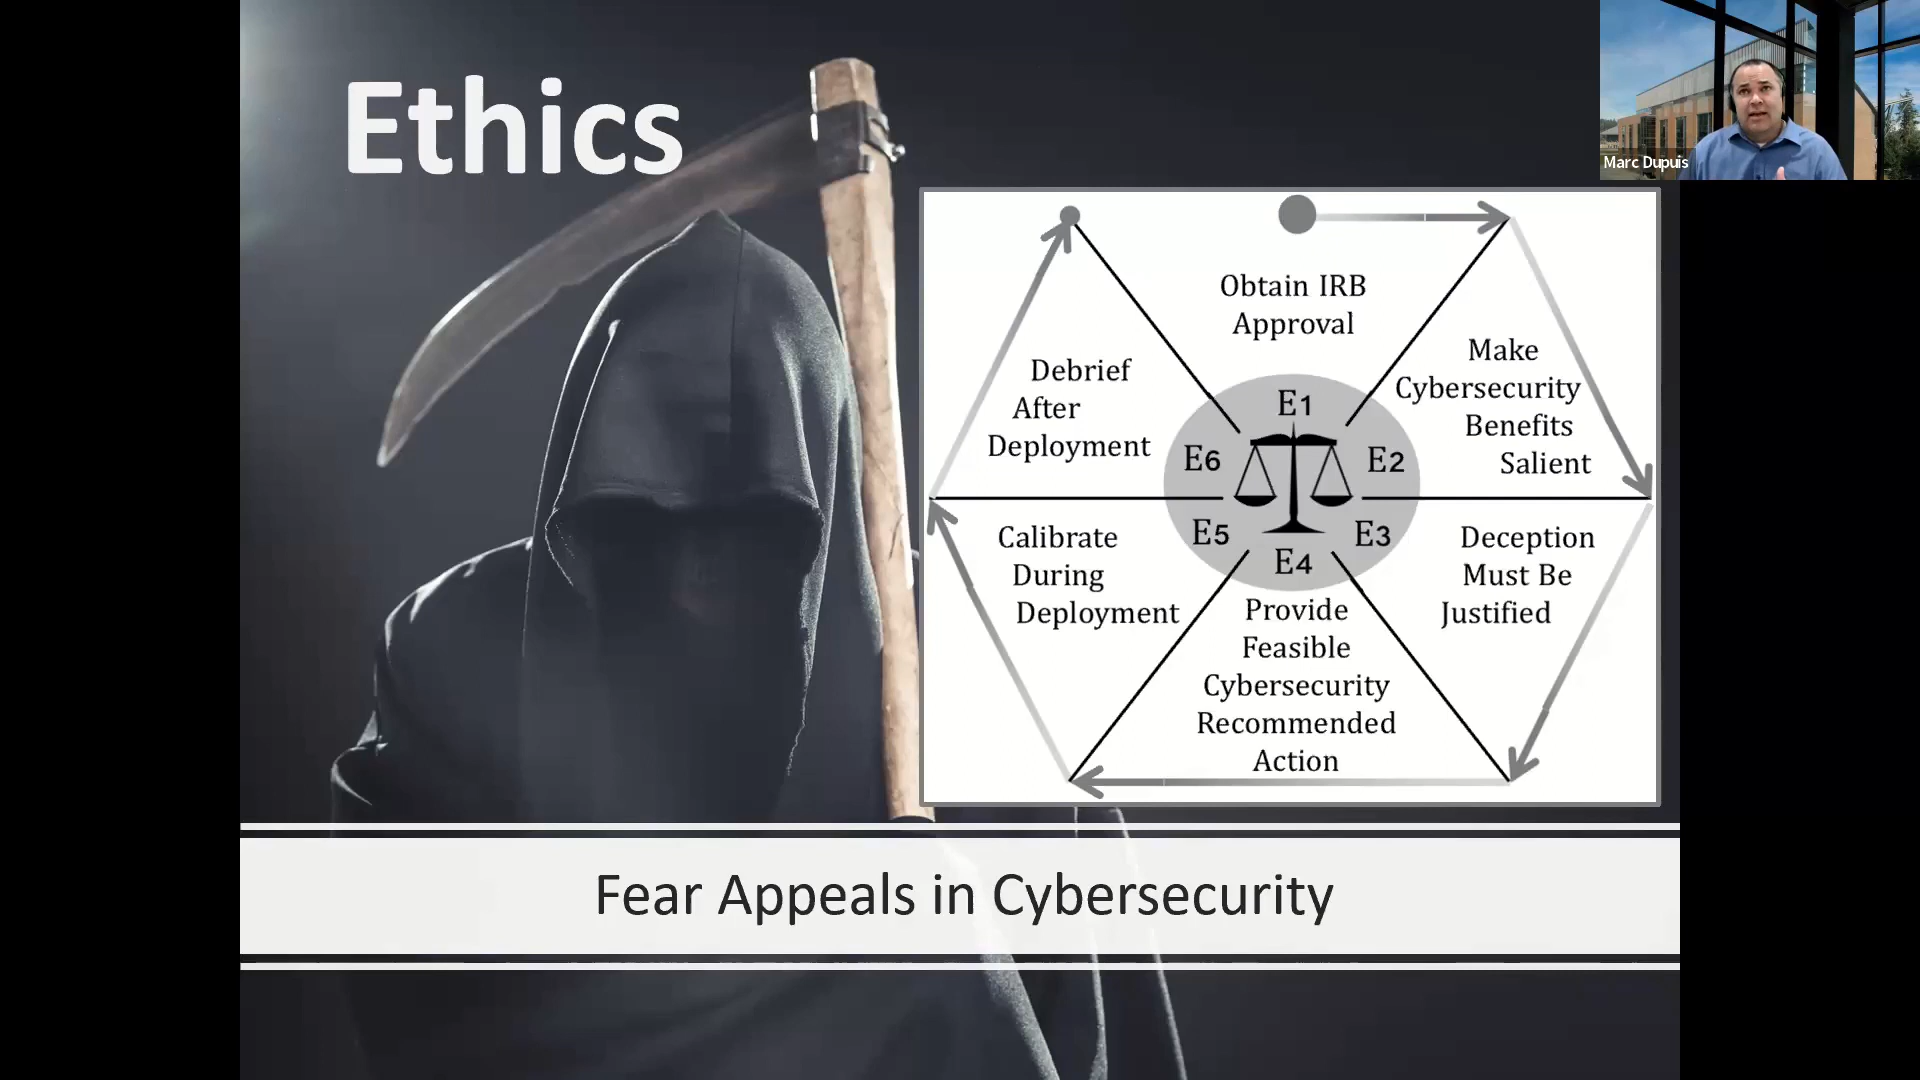 Ethics
Marc Dupuis
Obtain IRB
Approval
Make
Cybersecurity
Benefits
Salient
Deception
Must Be
Justified
Provide
Feasible
Cybersecurity
Recommended
Action
Calibrate
During
Deployment
Debrief
After
Deployment
E1
E2
E3
E4
E5
E6
Fear Appeals in Cybersecurity